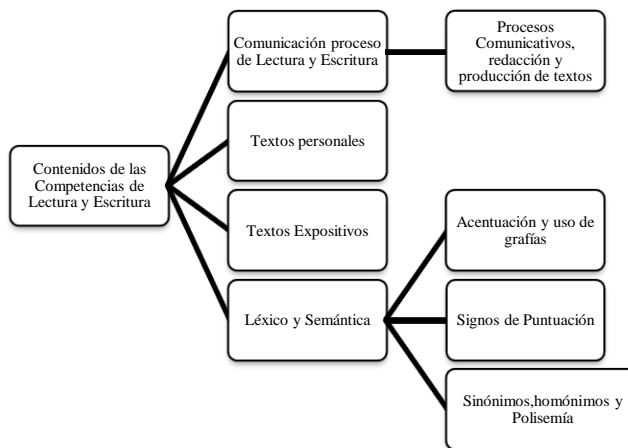 Comunicación proceso
de Lectura y Escritura
Procesos
Comunicativos,
redacción y
producción de textos
Textos personales
Contenidos de las
Competencias de
Lectura y Escritura
Textos Expositivos
Acentuación y uso de
grafías
Léxico y Semántica
Signos de Puntuación
Sinónimos,homónimos y
Polisemía